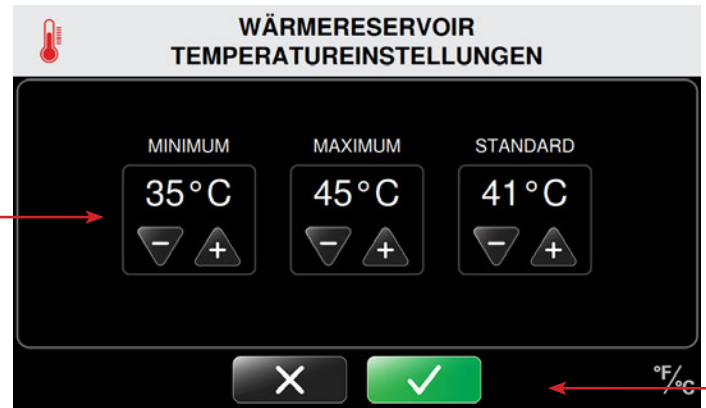 WÄRMERESERVOIR
TEMPERATUREINSTELLUNGEN
MINIMUM MAXIMUM STANDARD
35°C 45°C 41°C
− + − + − +
°F/°C